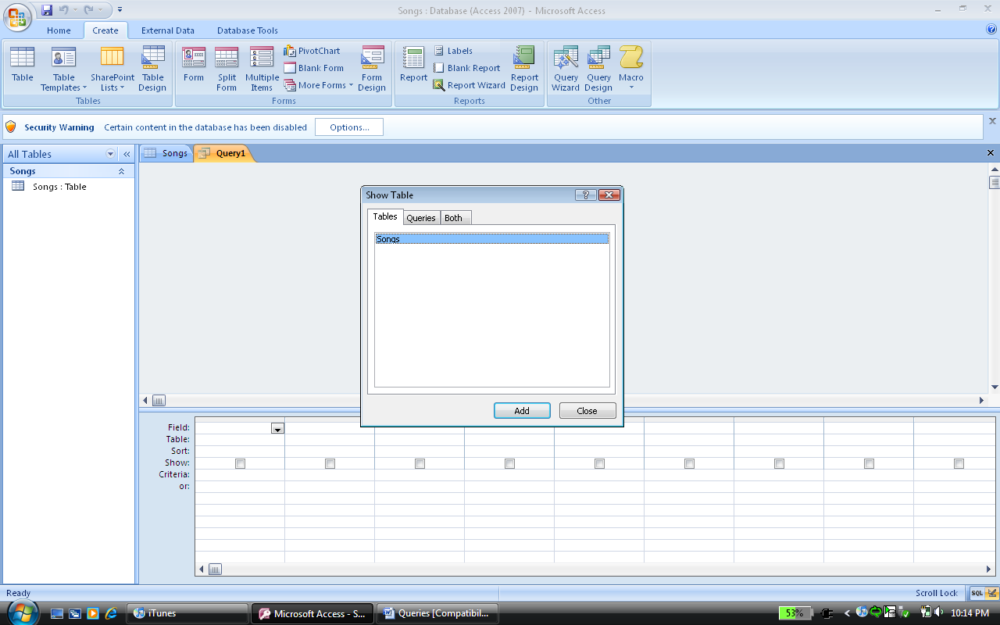 Songs : Database (Access 2007) - Microsoft Access
Home Create External Data Database Tools
Table
Table Templates
SharePoint Lists
Table Design
Tables
Form
Split Form
Multiple Items
PivotChart
Blank Form
More Forms
Form Design
Forms
Report
Labels
Blank Report
Report Wizard
Report Design
Reports
Query Wizard
Query Design
Macro
Other
Security Warning Certain content in the database has been disabled Options...
All Tables
Songs
Songs : Table
Songs Query1
Show Table
Tables Queries Both
Songs
Add Close
Field:
Table:
Sort:
Show:
Criteria:
or:
Ready Scroll Lock SQL
iTunes Microsoft Access - S... Queries [Compatibil... 53% 10:14 PM